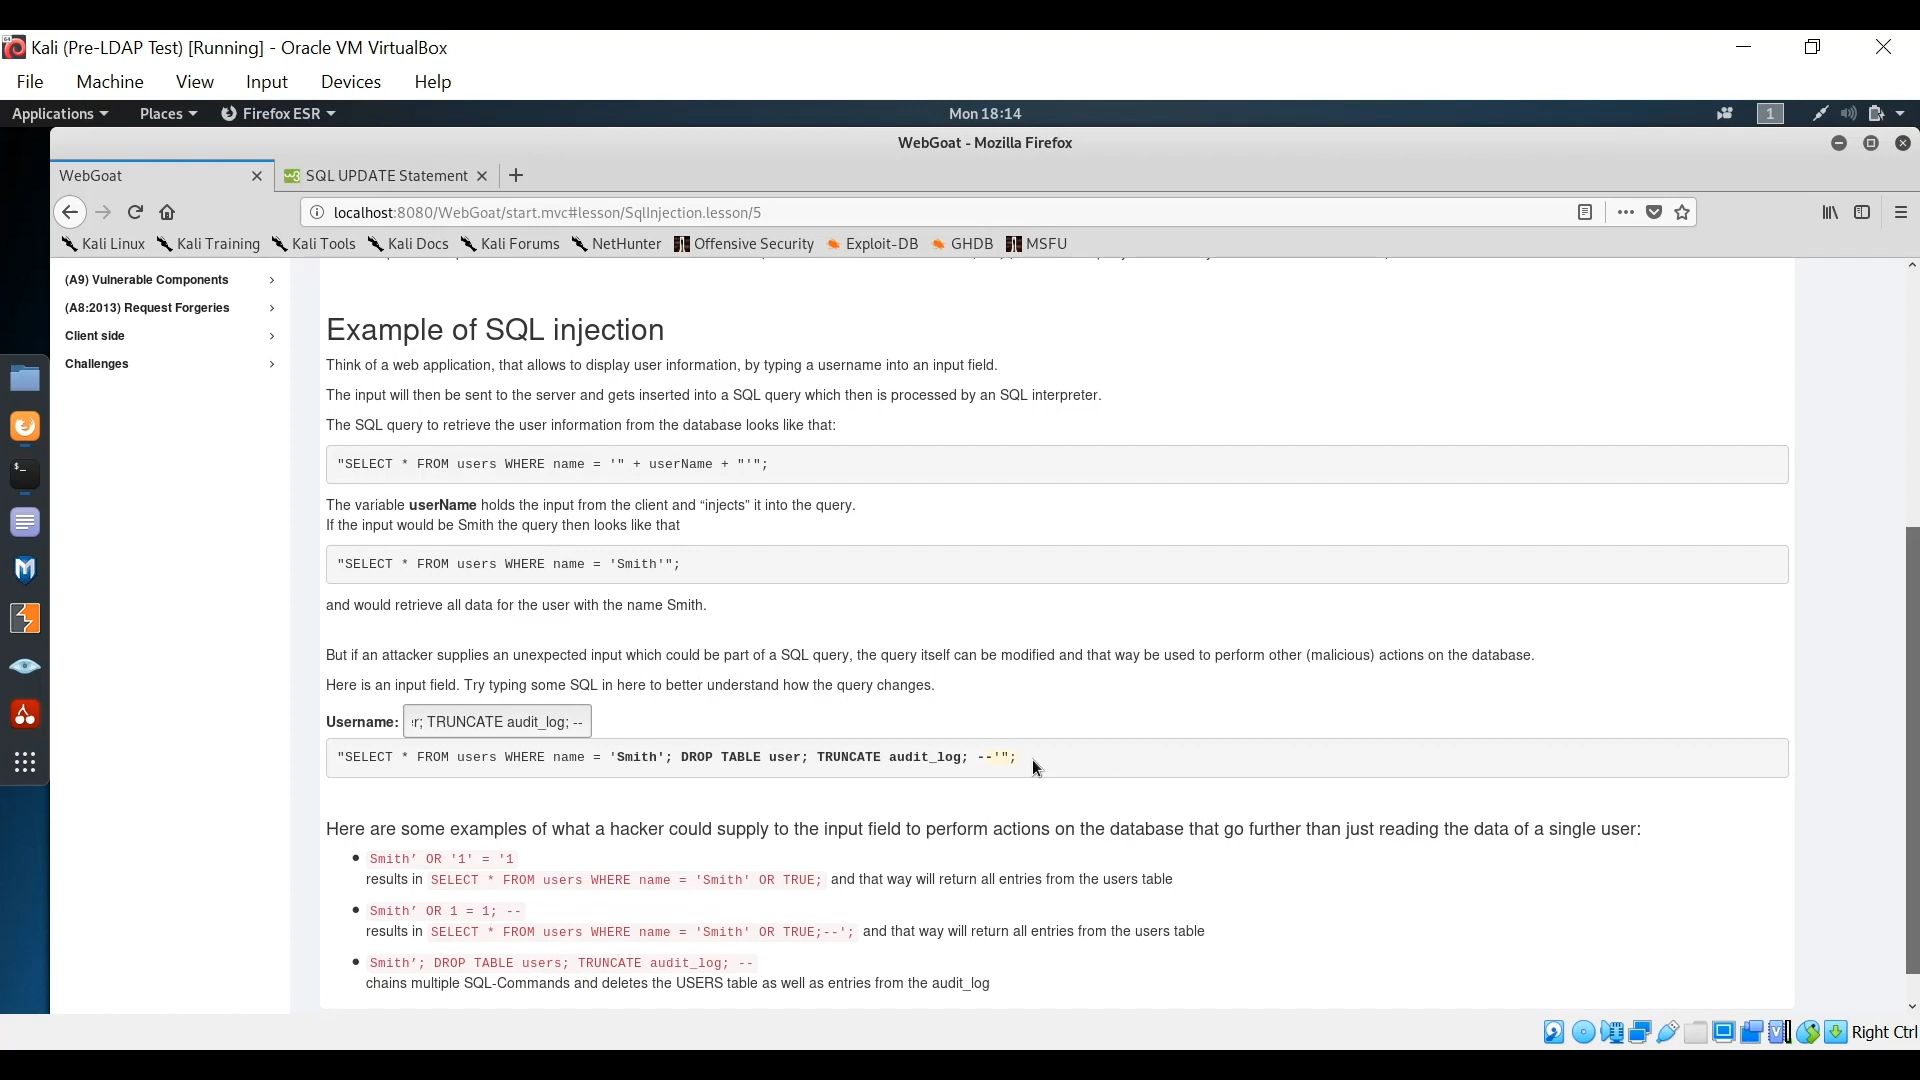 Kali (Pre-LDAP Test) [Running] - Oracle VM VirtualBox
File Machine View Input Devices Help
Applications Places Firefox ESR Mon 18:14 1
WebGoat - Mozilla Firefox
WebGoat SQL UPDATE Statement
localhost:8080/WebGoat/start.mvc#lesson/SqlInjection.lesson/5
Kali Linux Kali Training Kali Tools Kali Docs Kali Forums NetHunter Offensive Security Exploit-DB GHDB MSFU
(A9) Vulnerable Components
(A8:2013) Request Forgeries
Client side
Challenges
Example of SQL injection
Think of a web application, that allows to display user information, by typing a username into an input field.
The input will then be sent to the server and gets inserted into a SQL query which then is processed by an SQL interpreter.
The SQL query to retrieve the user information from the database looks like that:
"SELECT * FROM users WHERE name = '" + userName + "'";
The variable userName holds the input from the client and “injects” it into the query.
If the input would be Smith the query then looks like that
"SELECT * FROM users WHERE name = 'Smith'";
and would retrieve all data for the user with the name Smith.
But if an attacker supplies an unexpected input which could be part of a SQL query, the query itself can be modified and that way be used to perform other (malicious) actions on the database.
Here is an input field. Try typing some SQL in here to better understand how the query changes.
Username: r; TRUNCATE audit_log; --
"SELECT * FROM users WHERE name = 'Smith'; DROP TABLE user; TRUNCATE audit_log; --'";
Here are some examples of what a hacker could supply to the input field to perform actions on the database that go further than just reading the data of a single user:
Smith’ OR '1' = '1
results in SELECT * FROM users WHERE name = 'Smith' OR TRUE; and that way will return all entries from the users table
Smith’ OR 1 = 1; --
results in SELECT * FROM users WHERE name = 'Smith' OR TRUE;--'; and that way will return all entries from the users table
Smith’; DROP TABLE users; TRUNCATE audit_log; --
chains multiple SQL-Commands and deletes the USERS table as well as entries from the audit_log
Right Ctrl